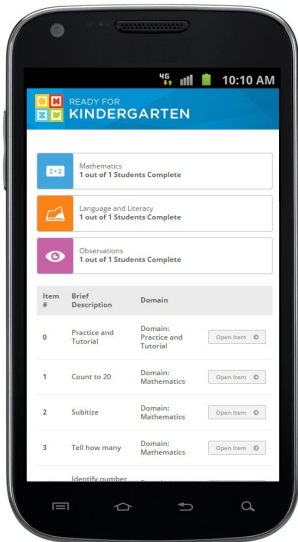 4G 10:10 AM
READY FOR
KINDERGARTEN
2+2
Mathematics
1 out of 1 Students Complete
Language and Literacy
1 out of 1 Students Complete
Observations
1 out of 1 Students Complete
Item # Brief Description Domain
0 Practice and Tutorial Domain: Practice and Tutorial Open Item
1 Count to 20 Domain: Mathematics Open Item
2 Subitize Domain: Mathematics Open Item
3 Tell how many Domain: Mathematics Open Item
Identify number